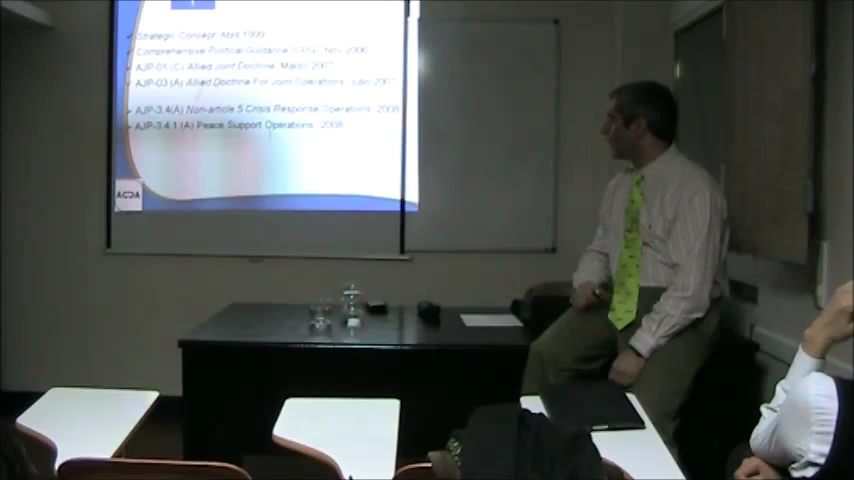 ✓ Strategic Concept. Abril 1999
✓ Comprehensive Political Guidance Nov. 2006
✓ AJP-01 (C) Allied Joint Doctrine. Marzo 2007
✓ AJP-03 (A) Allied Doctrine For Joint Operations. Julio 2007
✓ AJP-3.4(A) Non-article 5 Crisis Response Operations. 2008
✓ AJP-3.4.1 (A) Peace Support Operations. 2008